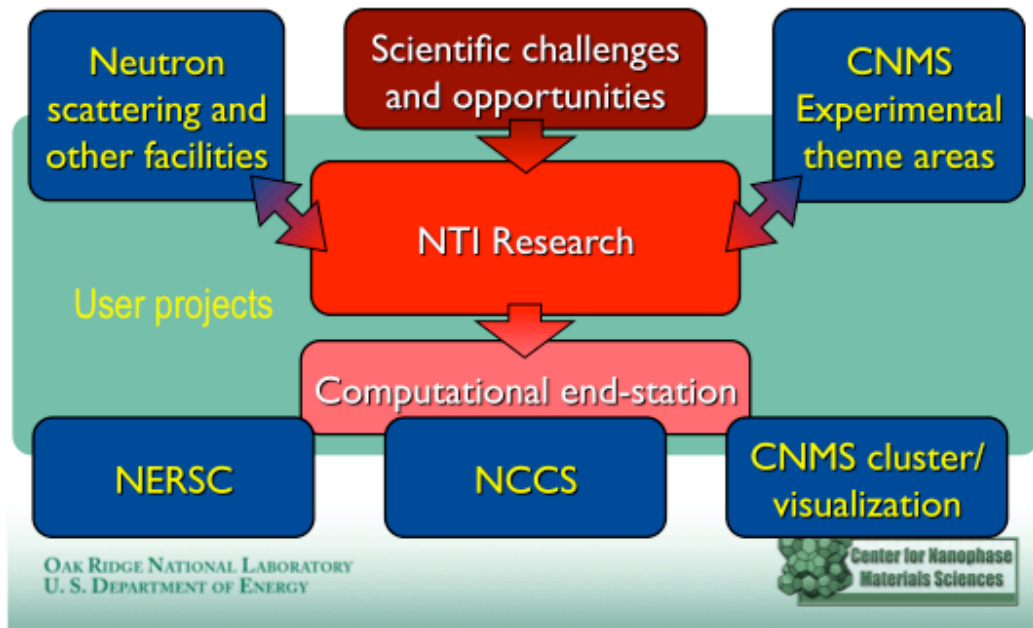 Neutron
scattering and
other facilities
Scientific challenges
and opportunities
CNMS
Experimental
theme areas
NTI Research
User projects
Computational end-station
NERSC
NCCS
CNMS cluster/
visualization
OAK RIDGE NATIONAL LABORATORY
U. S. DEPARTMENT OF ENERGY
Center for Nanophase
Materials Sciences